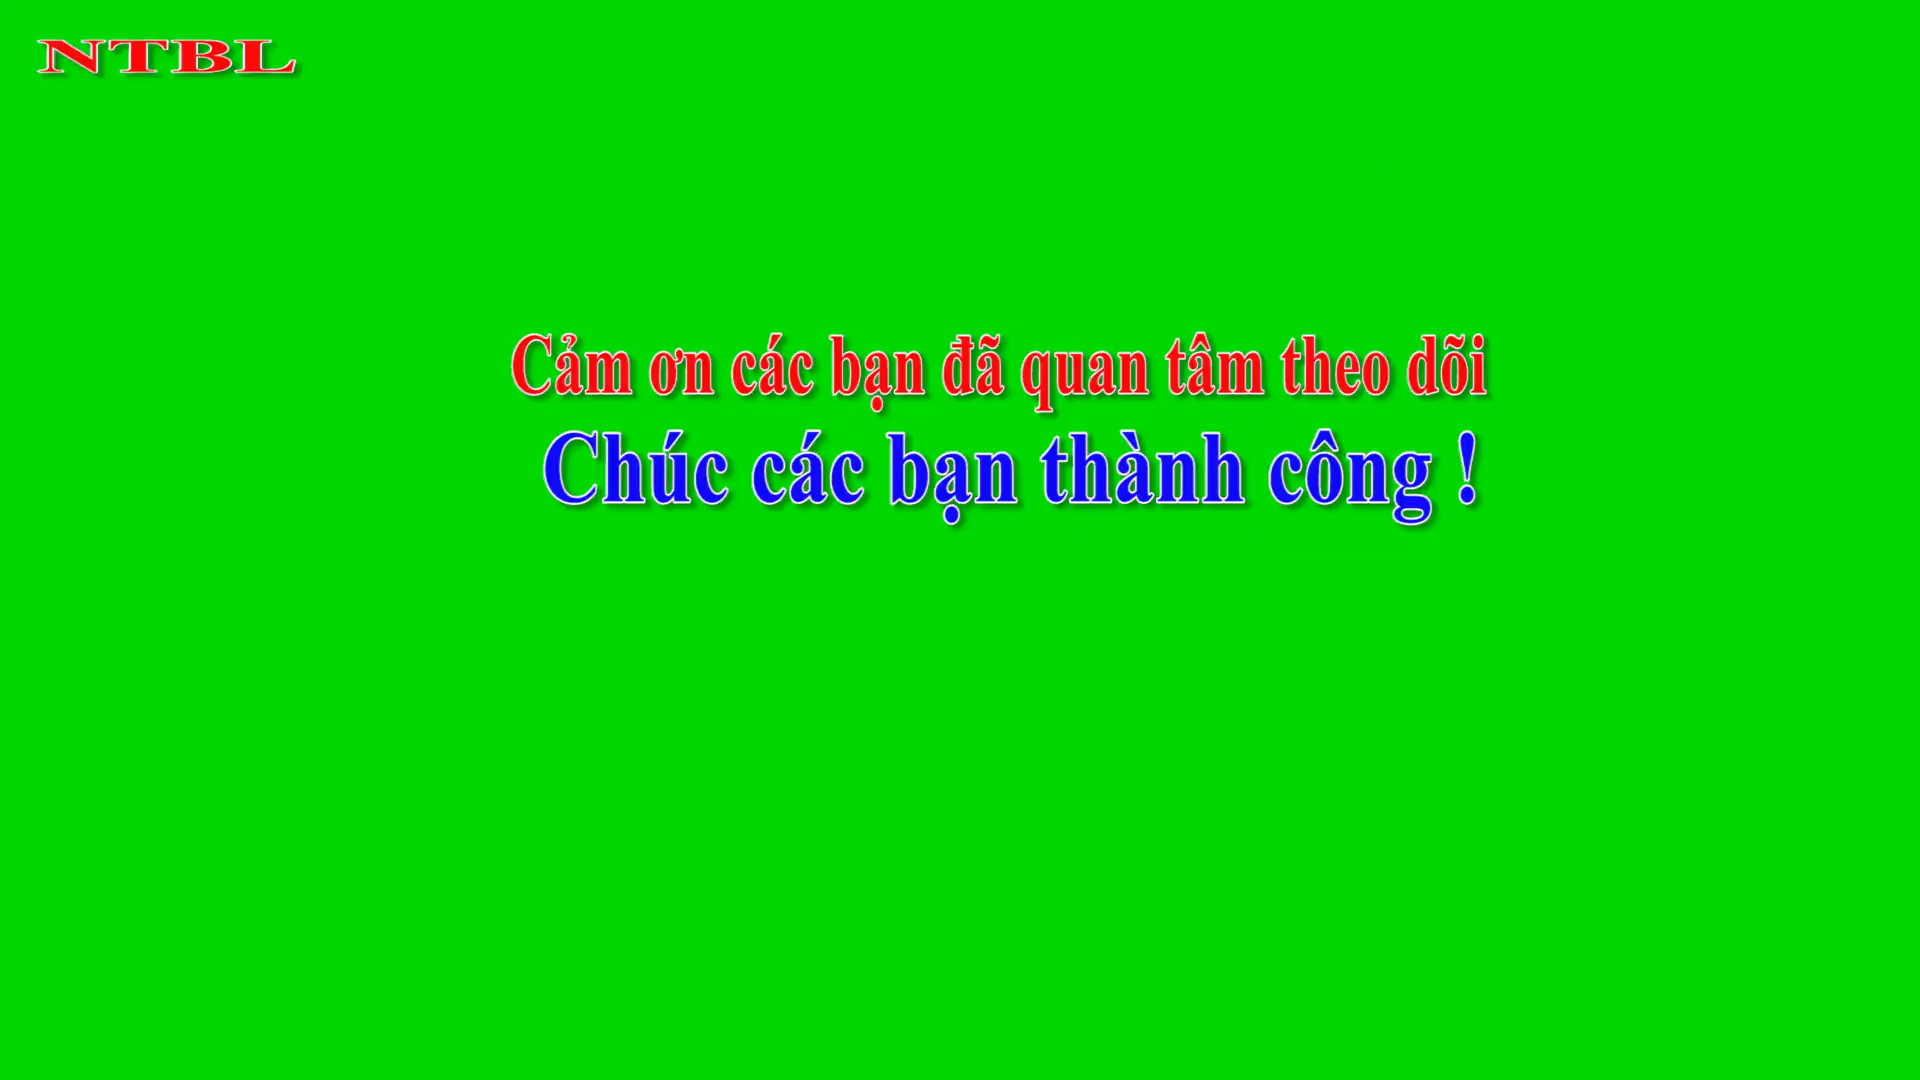 NTBL
Cảm ơn các bạn đã quan tâm theo dõi
Chúc các bạn thành công !